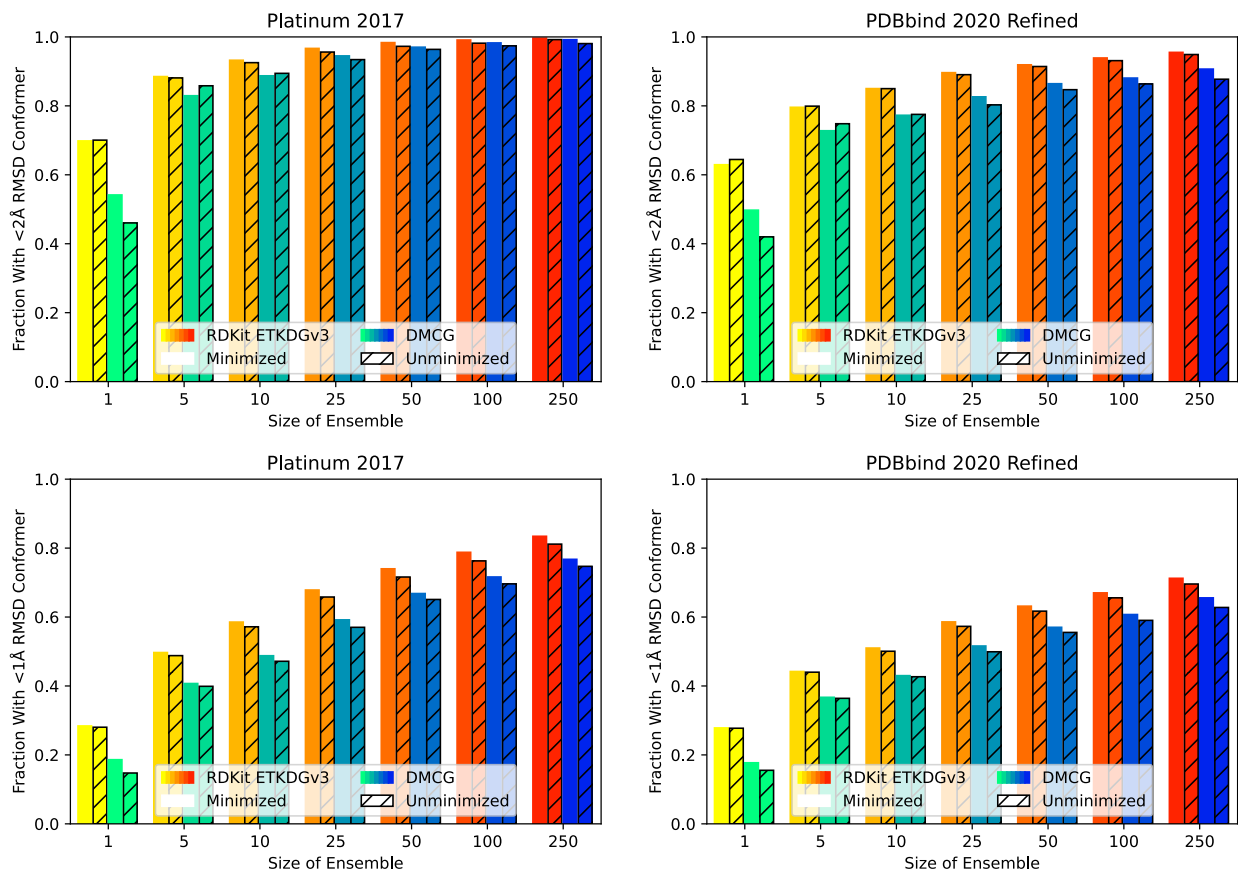 Platinum 2017
Fraction With <2Å RMSD Conformer
1.0
0.8
0.6
0.4
0.2
0.0
RDKit ETKDGv3 DMCG
Minimized Unminimized
1 5 10 25 50 100 250
Size of Ensemble
PDBbind 2020 Refined
Fraction With <2Å RMSD Conformer
1.0
0.8
0.6
0.4
0.2
0.0
RDKit ETKDGv3 DMCG
Minimized Unminimized
1 5 10 25 50 100 250
Size of Ensemble
Platinum 2017
Fraction With <1Å RMSD Conformer
1.0
0.8
0.6
0.4
0.2
0.0
RDKit ETKDGv3 DMCG
Minimized Unminimized
1 5 10 25 50 100 250
Size of Ensemble
PDBbind 2020 Refined
Fraction With <1Å RMSD Conformer
1.0
0.8
0.6
0.4
0.2
0.0
RDKit ETKDGv3 DMCG
Minimized Unminimized
1 5 10 25 50 100 250
Size of Ensemble